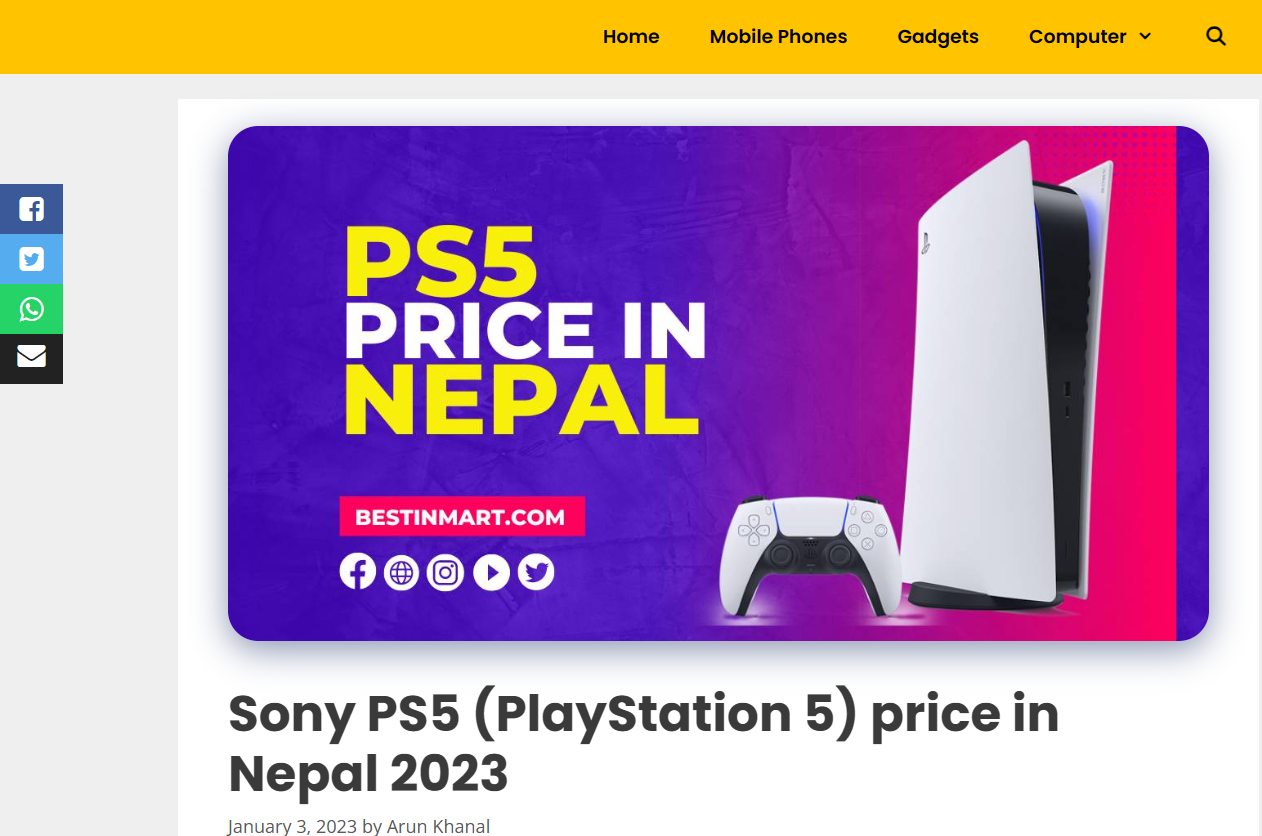 Home Mobile Phones Gadgets Computer
PS5
PRICE IN
NEPAL
BESTINMART.COM
Sony PS5 (PlayStation 5) price in
Nepal 2023
January 3, 2023 by Arun Khanal